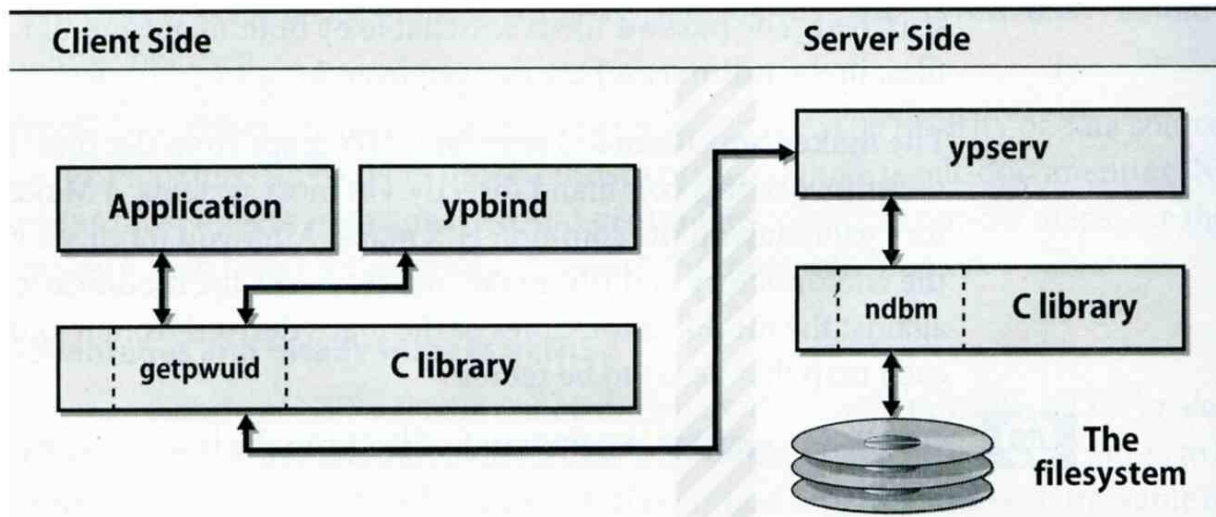 Client Side
Server Side
Application
ypbind
ypserv
getpwuid
C library
ndbm
C library
The
filesystem